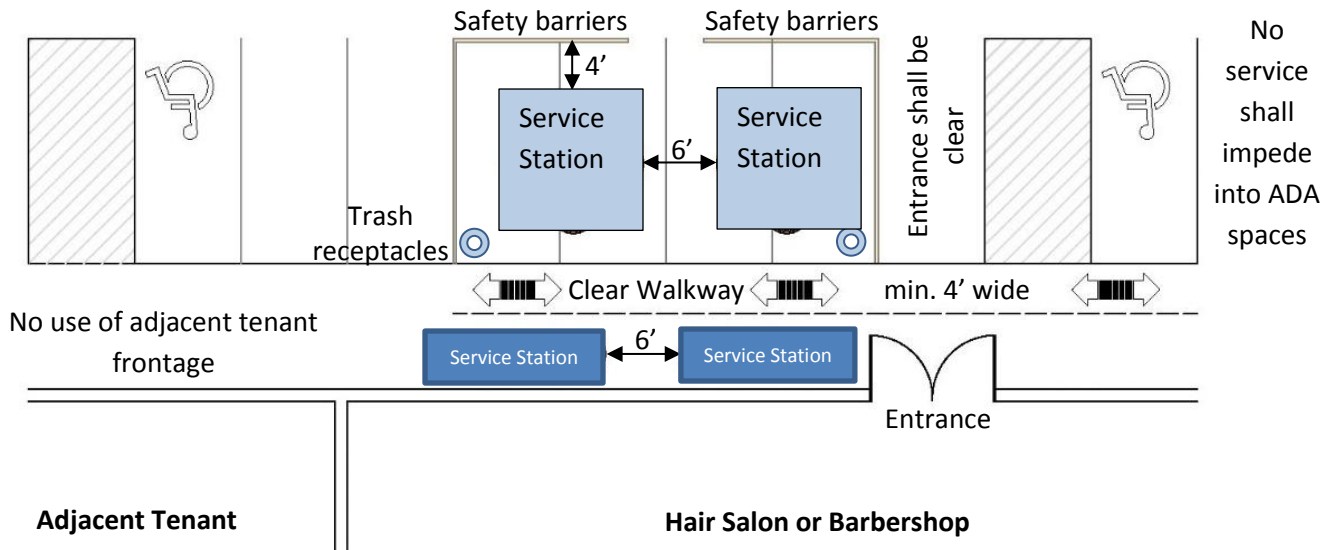 Safety barriers
Safety barriers
4’
Service
Station
6’
Service
Station
Entrance shall be
clear
No
service
shall
impede
into ADA
spaces
Trash
receptacles
Clear Walkway
min. 4’ wide
No use of adjacent tenant
frontage
Service Station
6’
Service Station
Entrance
Adjacent Tenant
Hair Salon or Barbershop